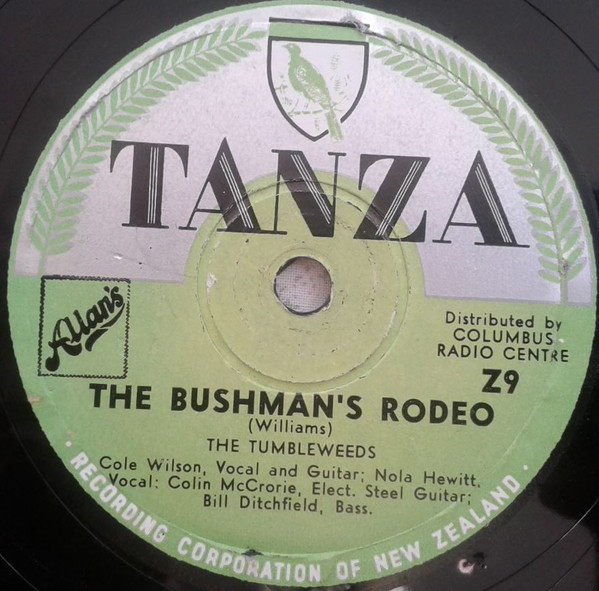 TANZA
Allan's
Distributed by
COLUMBUS
RADIO CENTRE
Z9
THE BUSHMAN'S RODEO
(Williams)
THE TUMBLEWEEDS
Cole Wilson, Vocal and Guitar; Nola Hewitt,
Vocal: Colin McCrorie, Elect. Steel Guitar;
Bill Ditchfield, Bass.
· RECORDING CORPORATION OF NEW ZEALAND ·